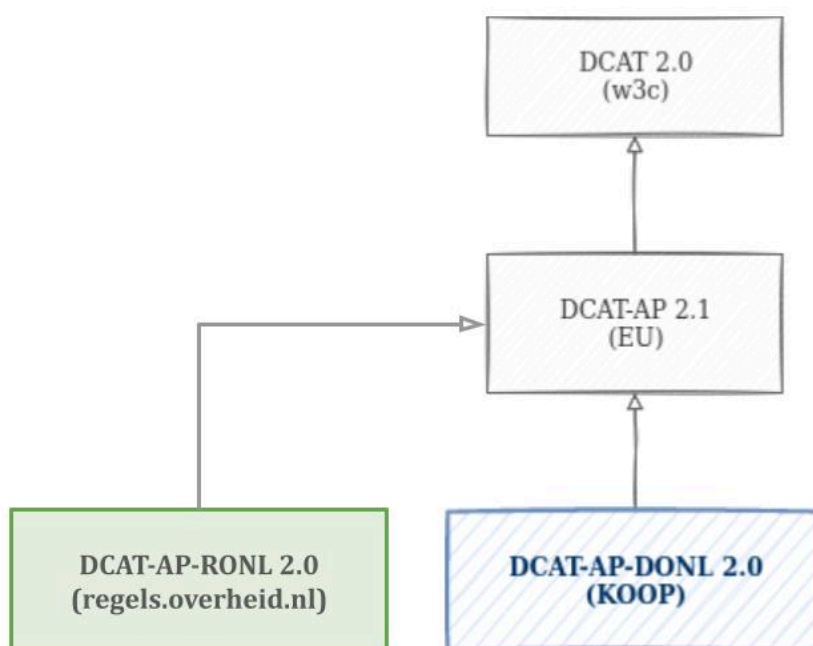 DCAT 2.0
(w3c)
DCAT-AP 2.1
(EU)
DCAT-AP-RONL 2.0
(regels.overheid.nl)
DCAT-AP-DONL 2.0
(KOOP)